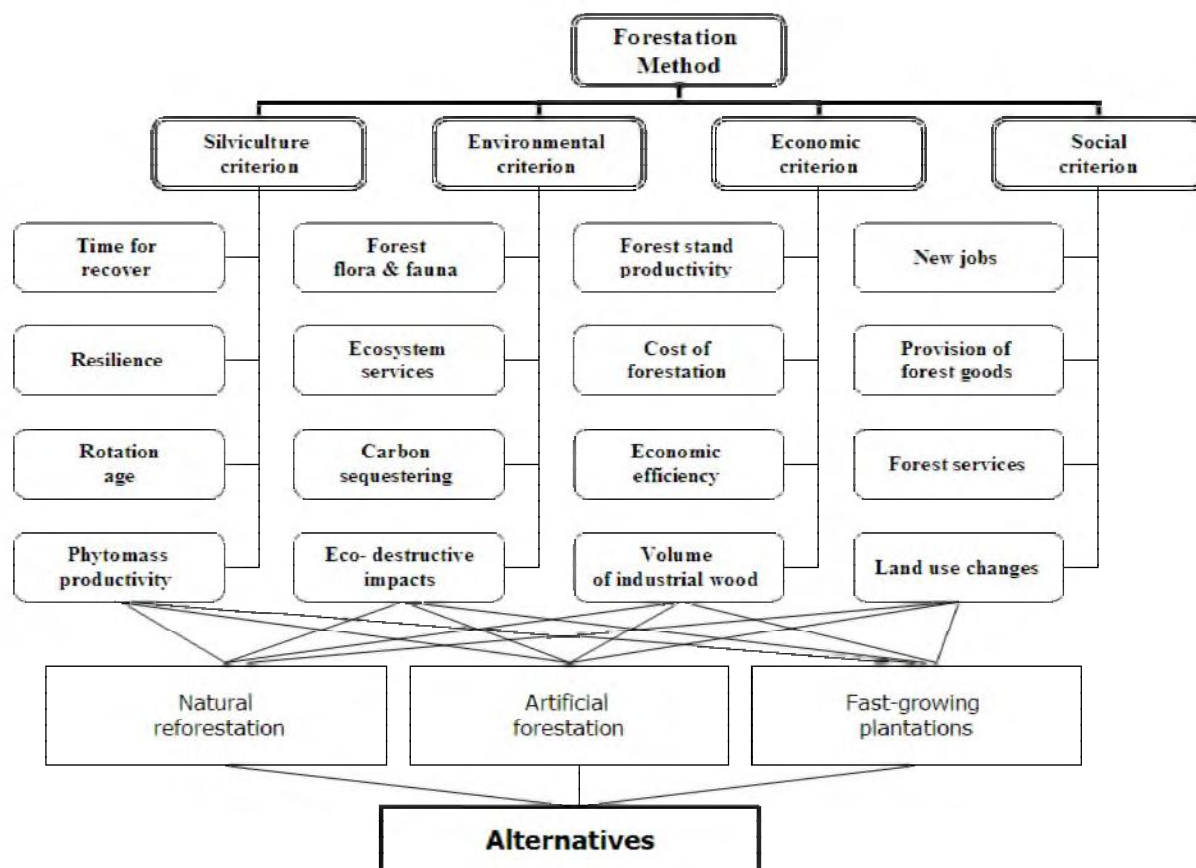 Forestation
Method
Silviculture
criterion
Environmental
criterion
Economic
criterion
Social
criterion
Time for
recover
Forest
flora & fauna
Forest stand
productivity
New jobs
Resilience
Ecosystem
services
Cost of
forestation
Provision of
forest goods
Rotation
age
Carbon
sequestering
Economic
efficiency
Forest services
Phytomass
productivity
Eco- destructive
impacts
Volume
of industrial wood
Land use changes
Natural
reforestation
Artificial
forestation
Fast-growing
plantations
Alternatives